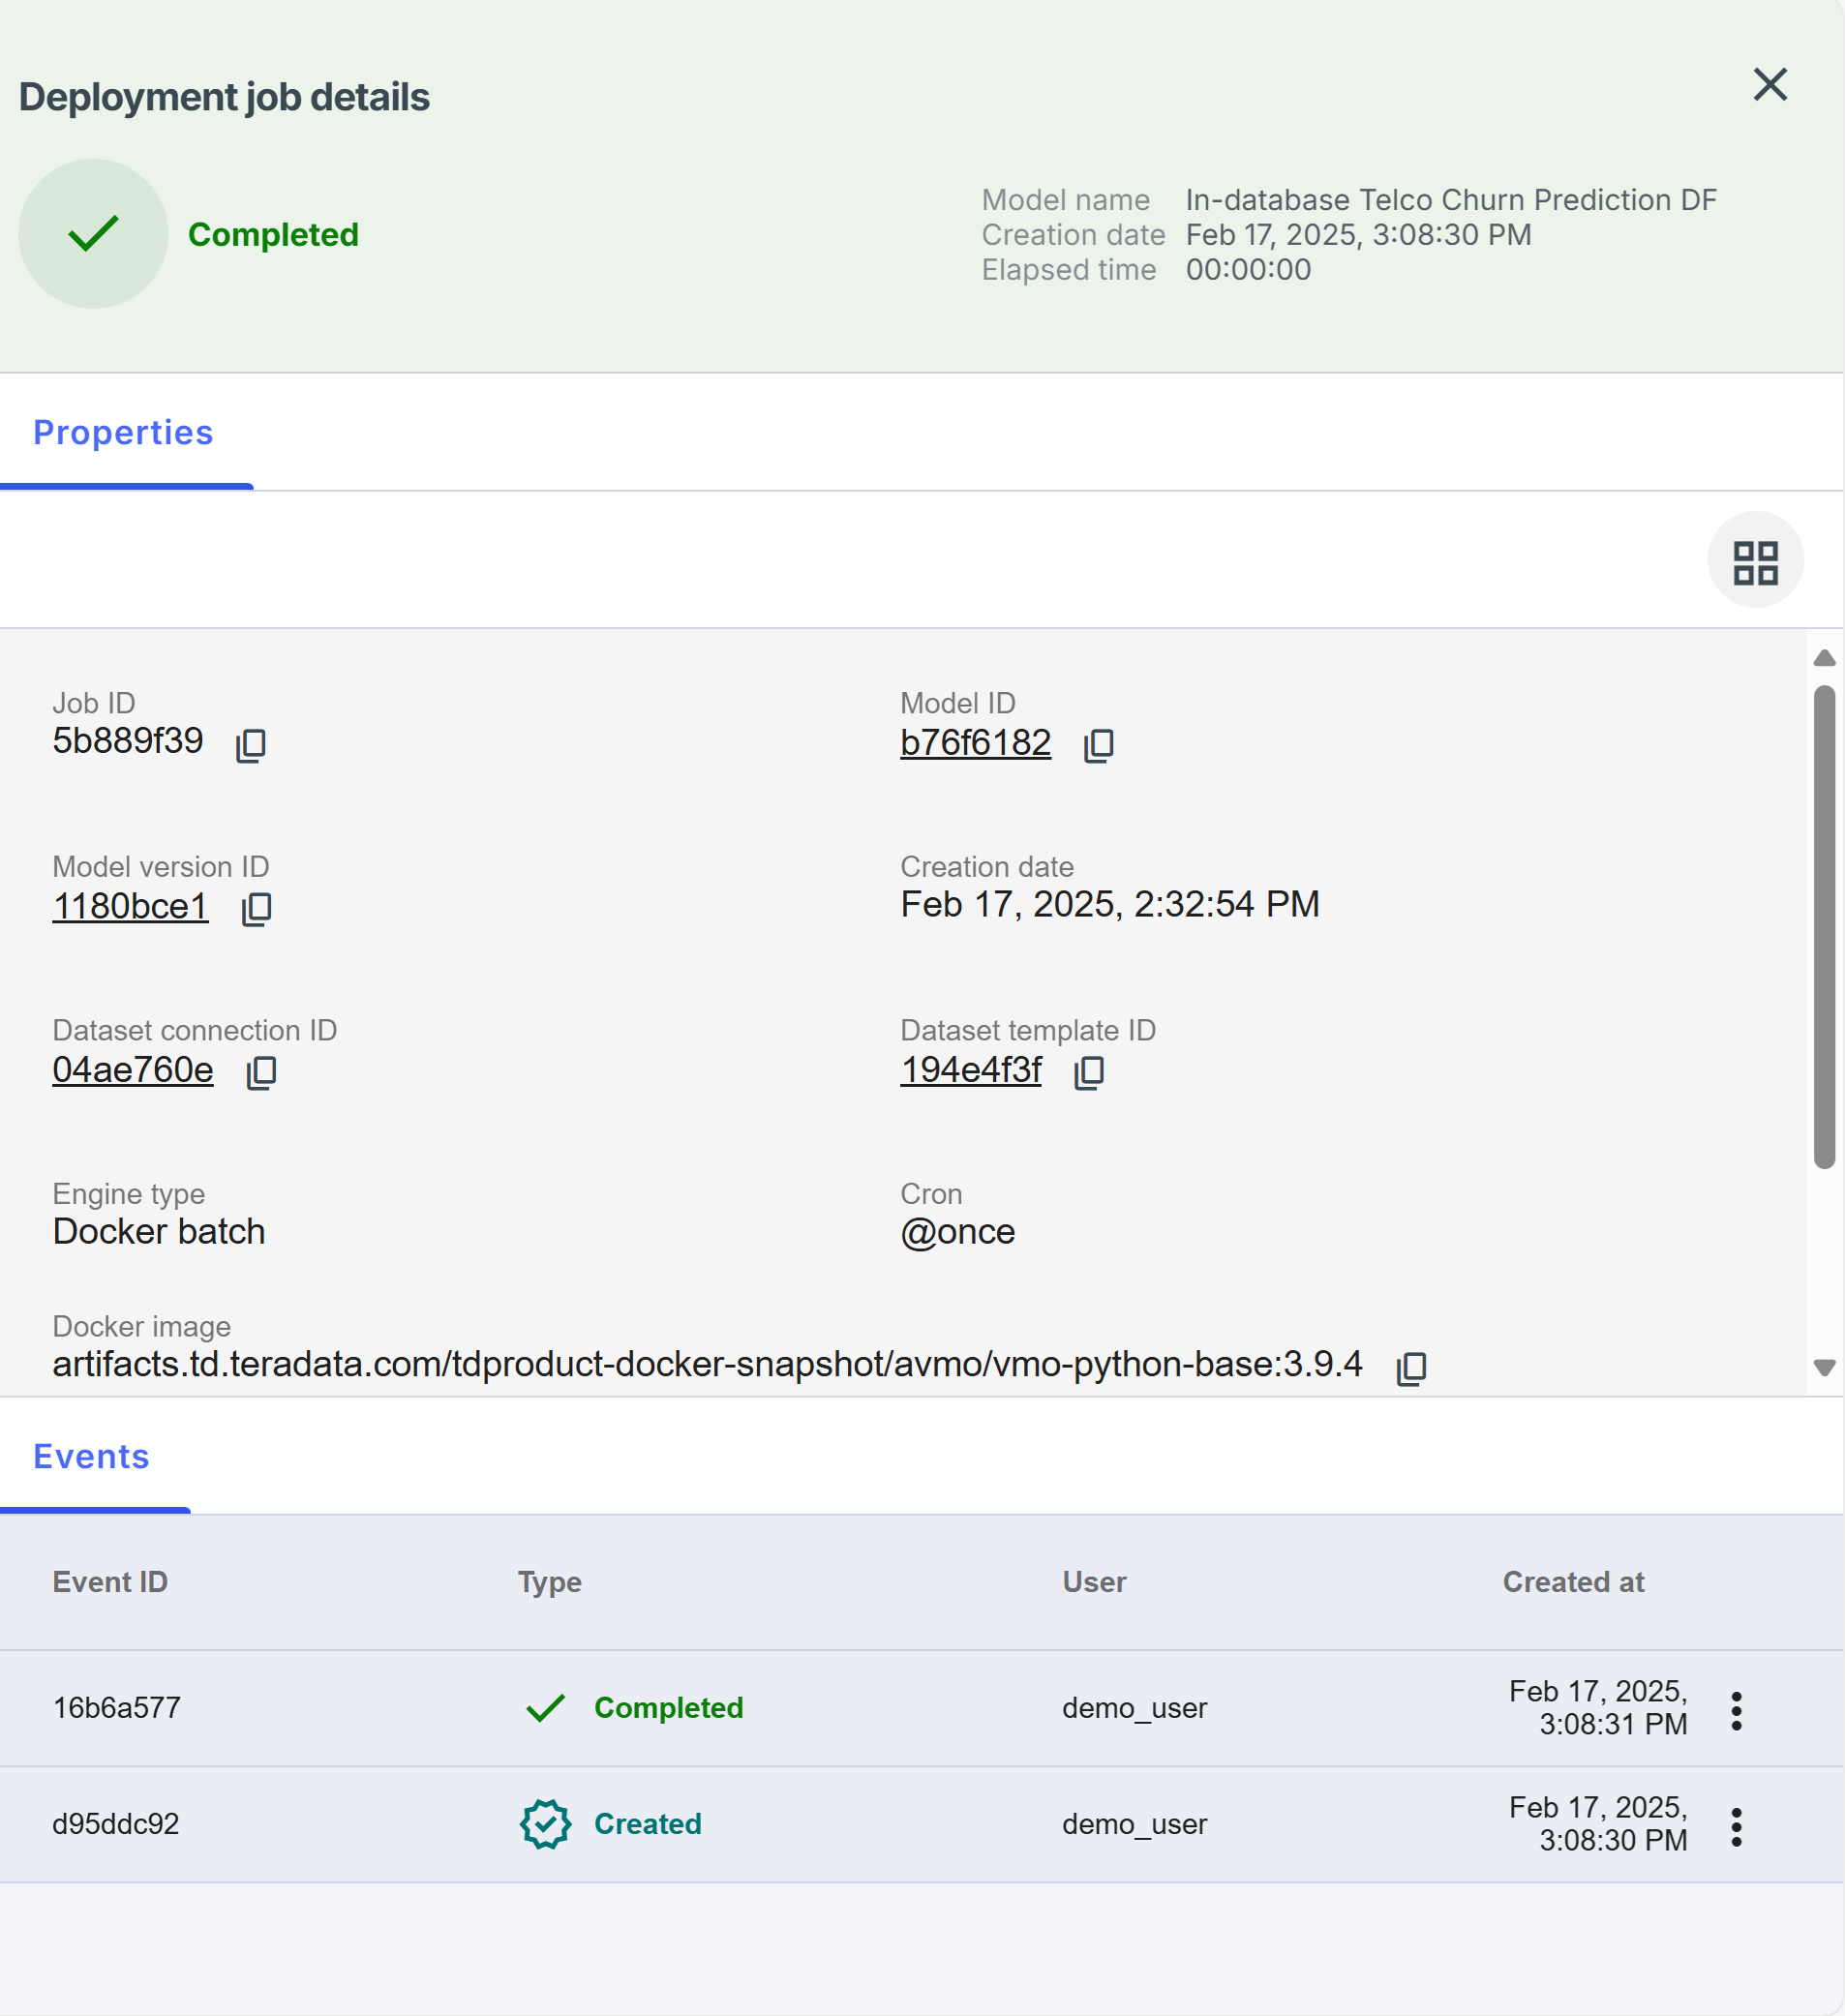 Deployment job details
Completed
Model name In-database Telco Churn Prediction DF
Creation date Feb 17, 2025, 3:08:30 PM
Elapsed time 00:00:00
Properties
Job ID
5b889f39
Model ID
b76f6182
Model version ID
1180bce1
Creation date
Feb 17, 2025, 2:32:54 PM
Dataset connection ID
04ae760e
Dataset template ID
194e4f3f
Engine type
Docker batch
Cron
@once
Docker image
artifacts.td.teradata.com/tdproduct-docker-snapshot/avmo/vmo-python-base:3.9.4
Events
Event ID Type User Created at
16b6a577 Completed demo_user Feb 17, 2025,
3:08:31 PM
d95ddc92 Created demo_user Feb 17, 2025,
3:08:30 PM